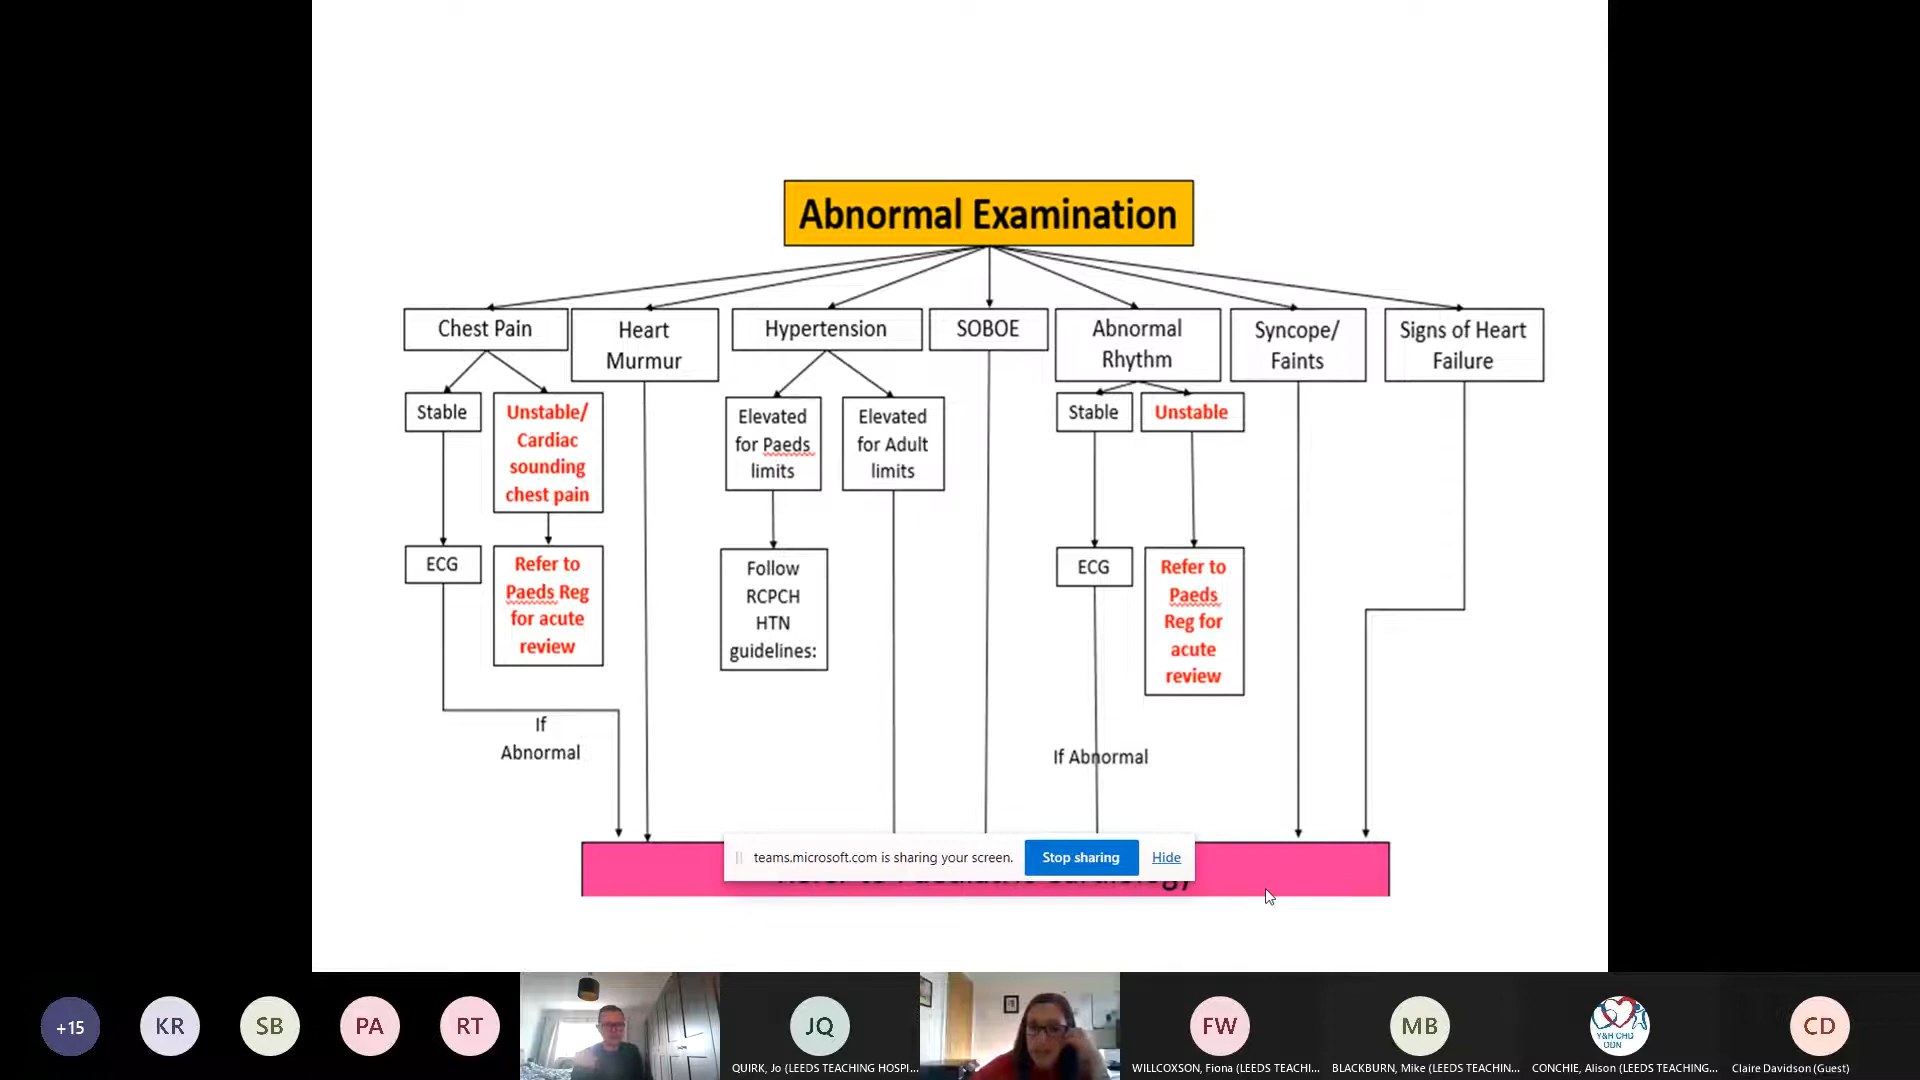 Abnormal Examination
Chest Pain
Heart
Murmur
Hypertension
SOBOE
Abnormal
Rhythm
Syncope/
Faints
Signs of Heart
Failure
Stable
Unstable/
Cardiac
sounding
chest pain
Elevated
for Paeds
limits
Elevated
for Adult
limits
Stable
Unstable
ECG
Refer to
Paeds Reg
for acute
review
Follow
RCPCH
HTN
guidelines:
ECG
Refer to
Paeds
Reg for
acute
review
If
Abnormal
If Abnormal
teams.microsoft.com is sharing your screen.
Stop sharing
Hide
+15
KR
SB
PA
RT
JQ
QUIRK, Jo (LEEDS TEACHING HOSPI...
FW
WILLCOXSON, Fiona (LEEDS TEACHI...
MB
BLACKBURN, Mike (LEEDS TEACHIN...
Y&H CHD
ODN
CONCHIE, Alison (LEEDS TEACHING...
CD
Claire Davidson (Guest)